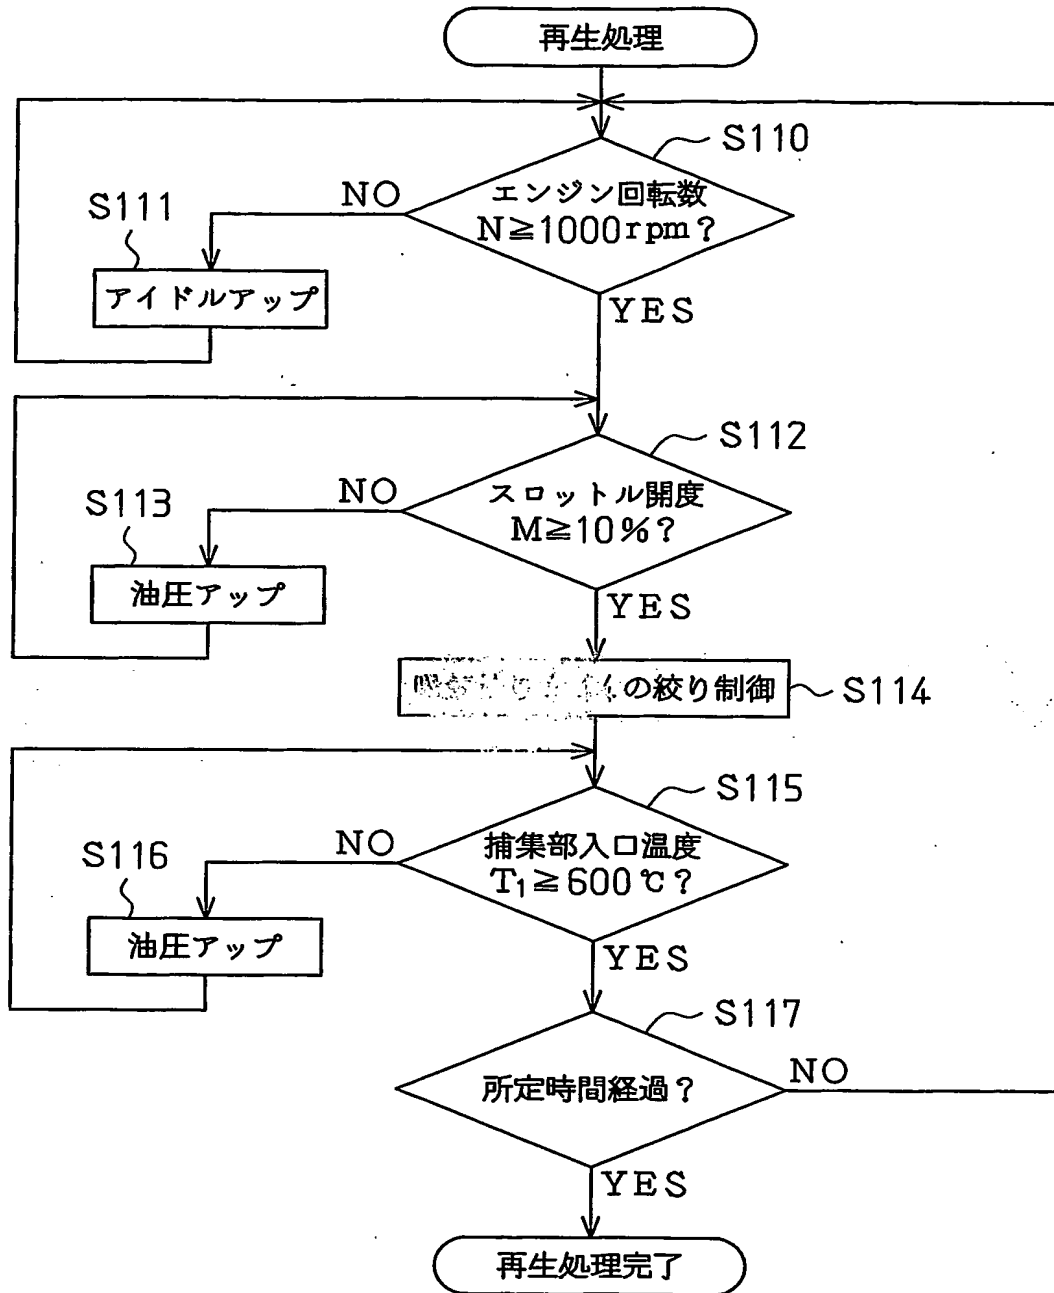 再生処理
S110
エンジン回転数
N≧1000rpm?
NO
S111
アイドルアップ
YES
S112
スロットル開度
M≧10%?
NO
S113
油圧アップ
YES
の絞り制御
S114
S115
捕集部入口温度
T₁≧600℃?
NO
S116
油圧アップ
YES
S117
所定時間経過?
NO
YES
再生処理完了